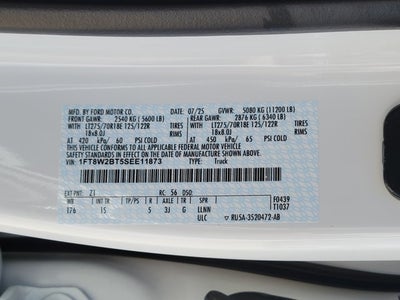 MFD. BY FORD MOTOR CO.
DATE: 07/25 GVWR: 5080 KG (11200 LB)
FRONT GAWR: 2540 KG (5600 LB) REAR GAWR: 2876 KG (6340 LB)
WITH WITH
LT275/70R18E 125/122R TIRES LT275/70R18E 125/122R TIRES
18x8.0J RIMS 18x8.0J RIMS
AT 420 kPa/ 60 PSI COLD AT 450 kPa/ 65 PSI COLD
THIS VEHICLE CONFORMS TO ALL APPLICABLE FEDERAL MOTOR VEHICLE
SAFETY STANDARDS IN EFFECT ON THE DATE OF MANUFACTURE SHOWN ABOVE.
VIN: 1FT8W2BT5SEE11873
TYPE: Truck
EXT PNT: Z1 RC: 56 DSO:
WB INT TR TP/PS R AXLE TR SPR F0439
176 1S 5 3J G LLNN T1037
ULC RU5A-3520472-AB